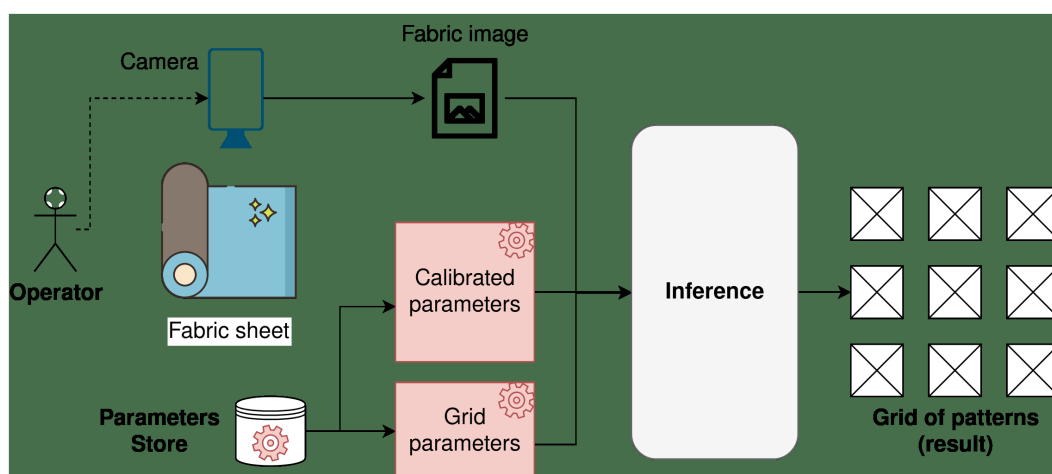 Fabric image
Camera
Operator
Fabric sheet
Calibrated
parameters
Inference
Parameters
Store
Grid
parameters
Grid of patterns
(result)